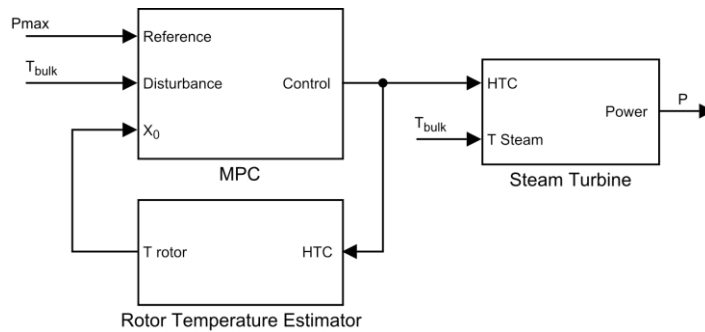 Pmax
Reference
T_bulk
Disturbance
Control
X_0
MPC
HTC
Power
P
T_bulk
T Steam
Steam Turbine
T rotor
HTC
Rotor Temperature Estimator